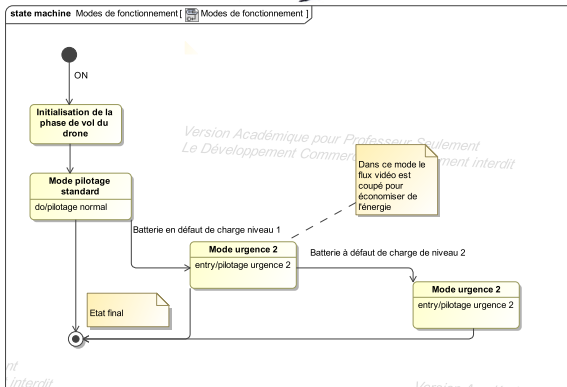 state machine Modes de fonctionnement [ Modes de fonctionnement ]
ON
Initialisation de la
phase de vol du
drone
Version Académique pour Professeur Seulement
Le Développement Commer ment interdit
Dans ce mode le
flux vidéo est
coupé pour
économiser de
l'énergie
Mode pilotage
standard
do/pilotage normal
Batterie en défaut de charge niveau 1
Mode urgence 2
entry/pilotage urgence 2
Batterie à défaut de charge de niveau 2
Mode urgence 2
entry/pilotage urgence 2
Etat final
nt
interdit